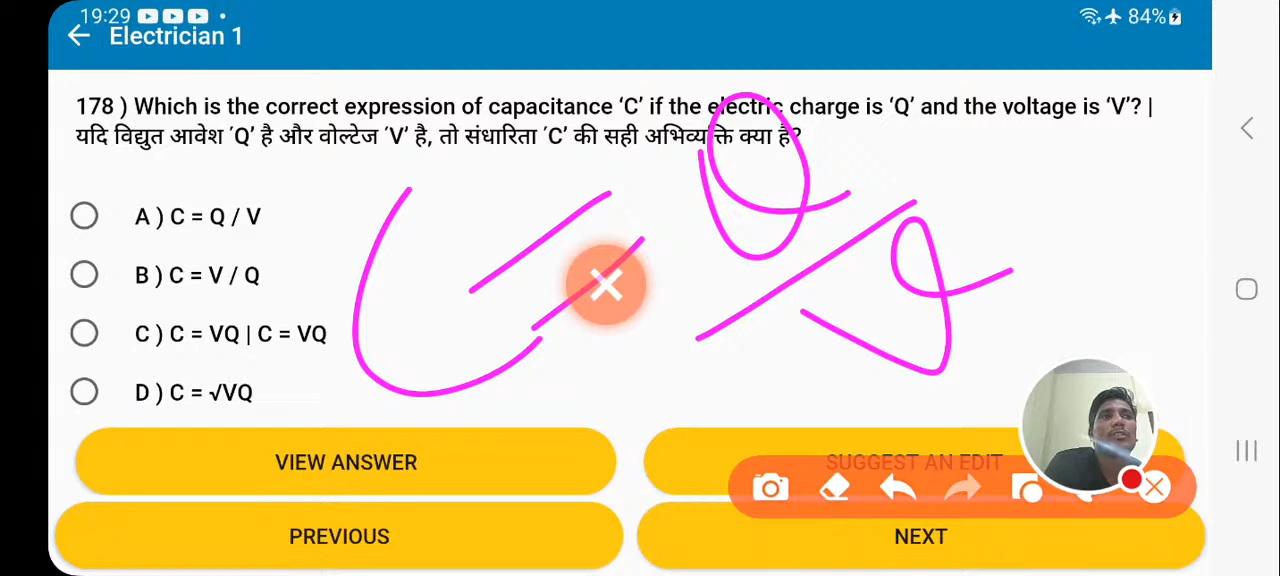 19:29 84%
Electrician 1
178 ) Which is the correct expression of capacitance ‘C’ if the electric charge is ‘Q’ and the voltage is ‘V’? |
यदि विद्युत आवेश ´Q’ है और वोल्टेज ´V’ है, तो संधारिता ´C’ की सही अभिव्यक्ति क्या है?
A ) C = Q / V
B ) C = V / Q
C ) C = VQ | C = VQ
D ) C = √VQ
VIEW ANSWER
SUGGEST AN EDIT
PREVIOUS
NEXT